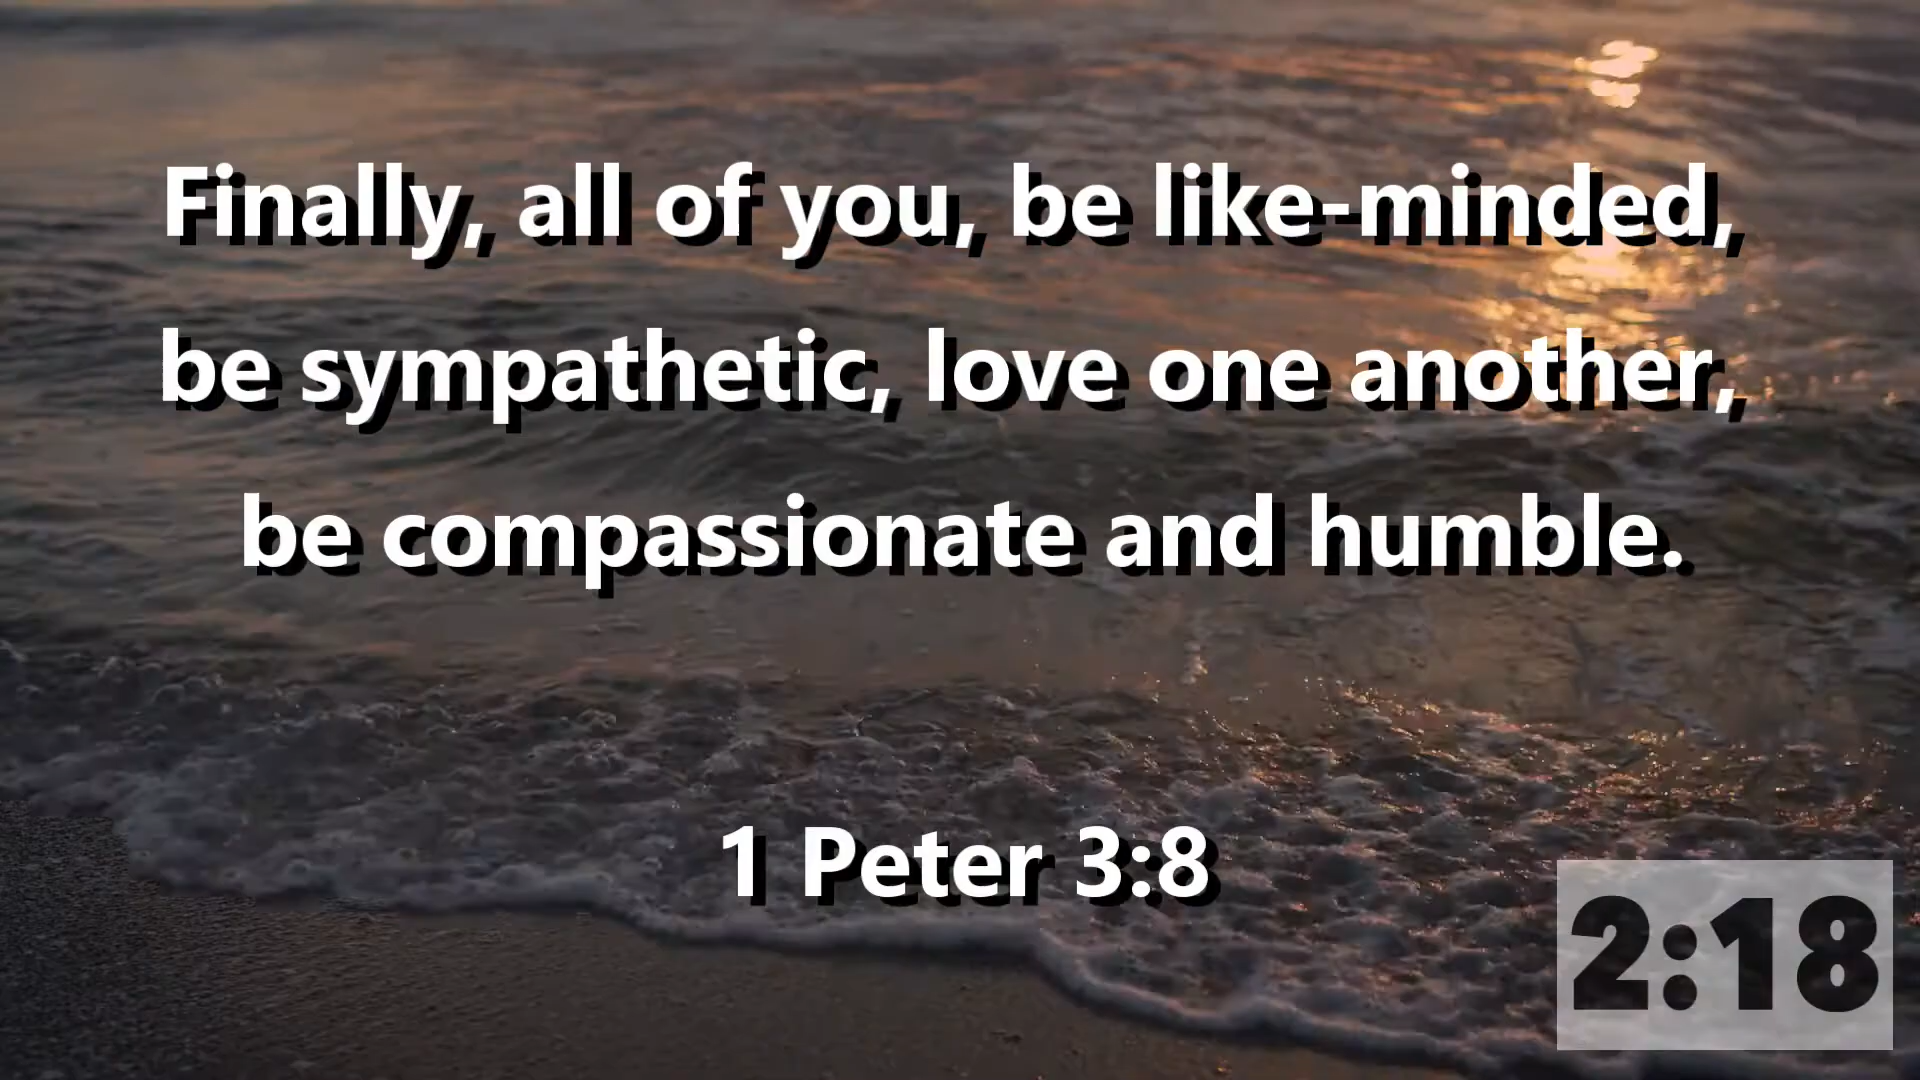 Finally, all of you, be like-minded,
be sympathetic, love one another,
be compassionate and humble.
1 Peter 3:8
2:18